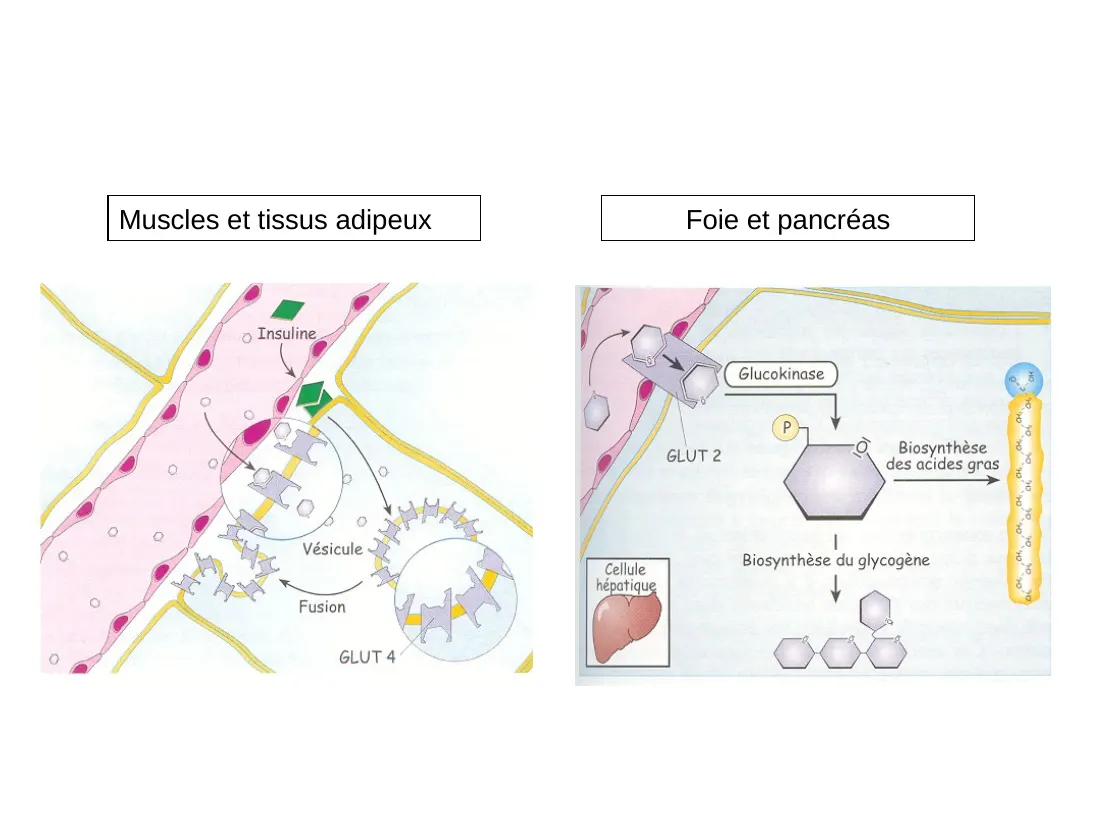 Muscles et tissus adipeux
Foie et pancréas
Insuline
Vésicule
Fusion
GLUT 4
Glucokinase
GLUT 2
P
O
Biosynthèse
des acides gras
Biosynthèse du glycogène
Cellule
hépatique